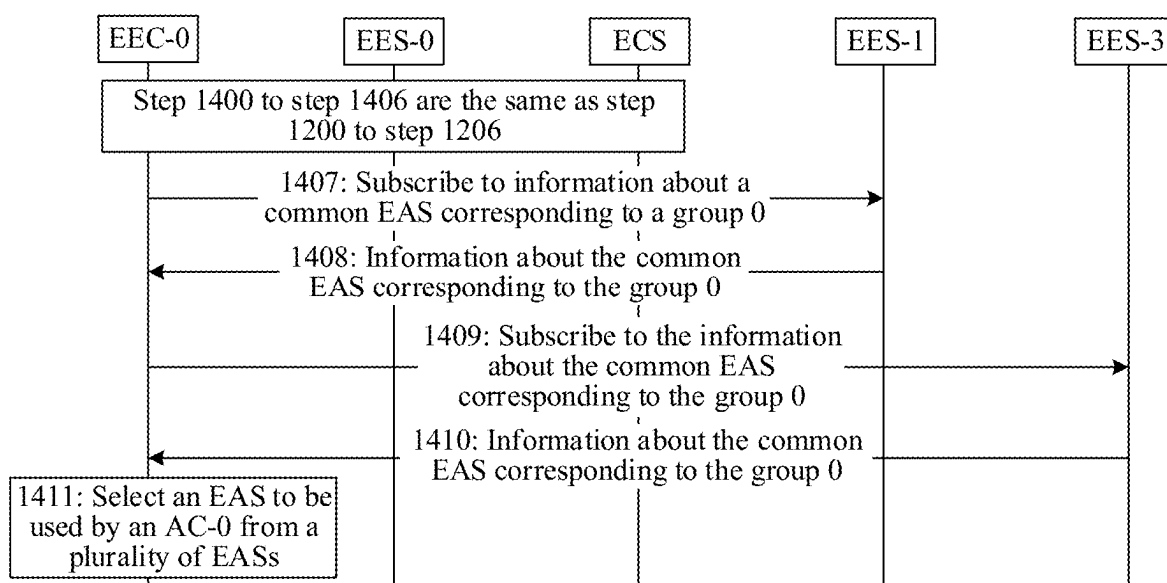 EEC-0
EES-0
ECS
EES-1
EES-3
Step 1400 to step 1406 are the same as step
1200 to step 1206
1407: Subscribe to information about a
common EAS corresponding to a group 0
1408: Information about the common
EAS corresponding to the group 0
1409: Subscribe to the information
about the common EAS
corresponding to the group 0
1410: Information about the common
EAS corresponding to the group 0
1411: Select an EAS to be
used by an AC-0 from a
plurality of EASs